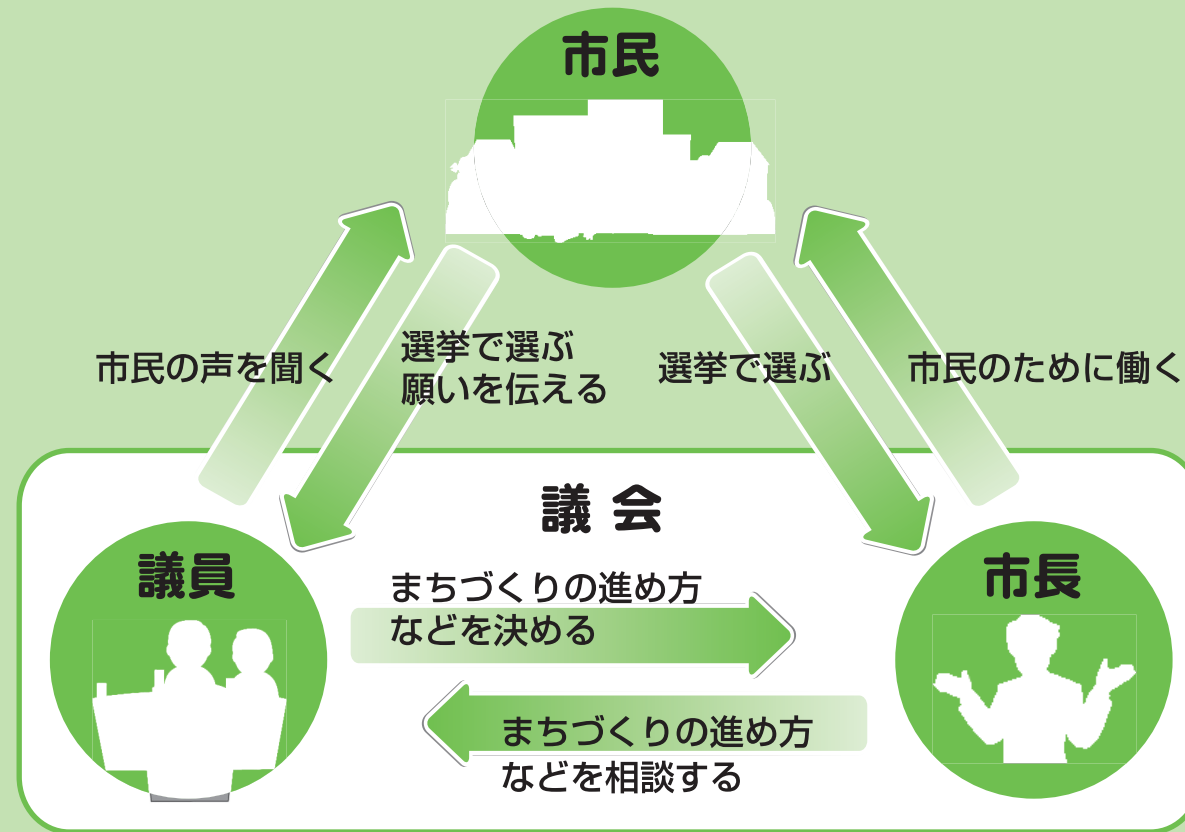 市民
市民の声を聞く
選挙で選ぶ
願いを伝える
選挙で選ぶ
市民のために働く
議会
議員
市長
まちづくりの進め方
などを決める
まちづくりの進め方
などを相談する